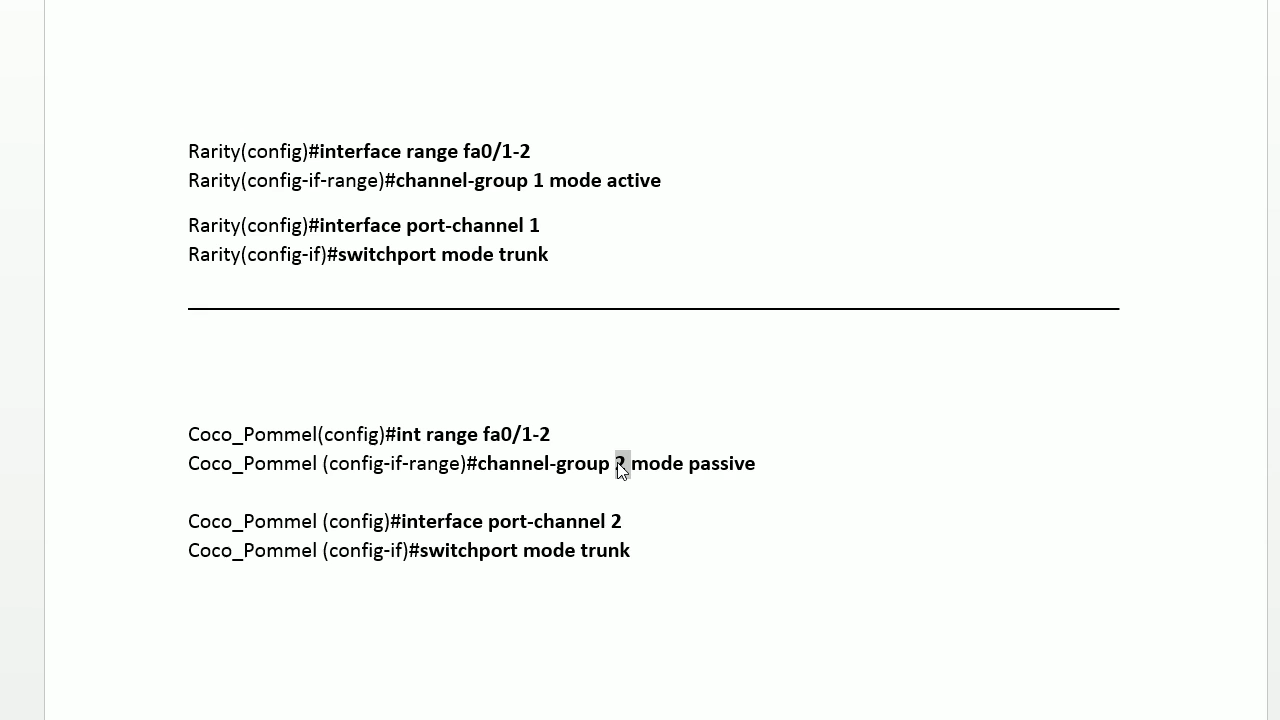 Rarity(config)#interface range fa0/1-2
Rarity(config-if-range)#channel-group 1 mode active
Rarity(config)#interface port-channel 1
Rarity(config-if)#switchport mode trunk
Coco_Pommel(config)#int range fa0/1-2
Coco_Pommel (config-if-range)#channel-group 2 mode passive
Coco_Pommel (config)#interface port-channel 2
Coco_Pommel (config-if)#switchport mode trunk